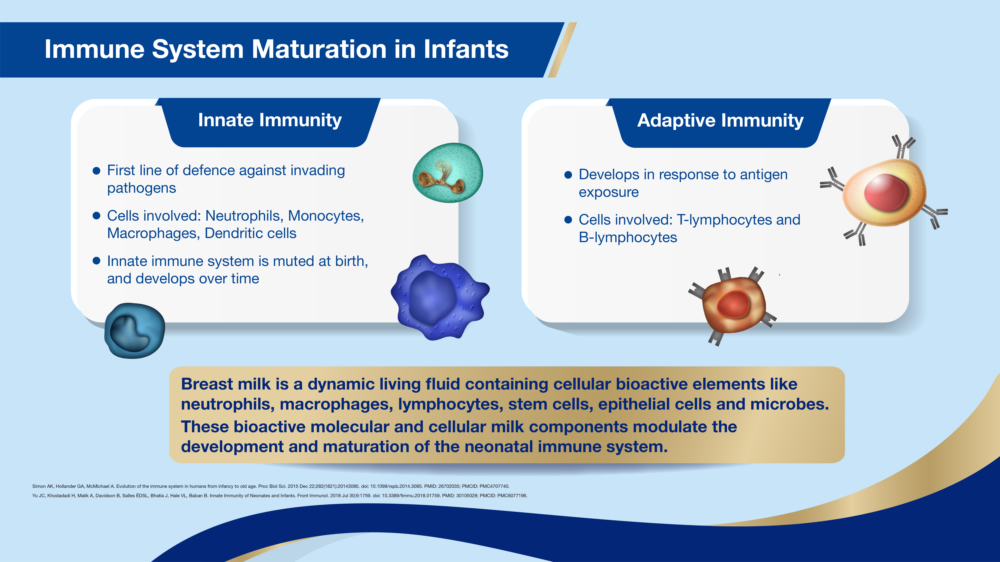 Immune System Maturation in Infants
Innate Immunity
● First line of defence against invading
pathogens
● Cells involved: Neutrophils, Monocytes,
Macrophages, Dendritic cells
● Innate immune system is muted at birth,
and develops over time
Adaptive Immunity
● Develops in response to antigen
exposure
● Cells involved: T-lymphocytes and
B-lymphocytes
Breast milk is a dynamic living fluid containing cellular bioactive elements like
neutrophils, macrophages, lymphocytes, stem cells, epithelial cells and microbes.
These bioactive molecular and cellular milk components modulate the
development and maturation of the neonatal immune system.
Simon AK, Hollander GA, McMichael A. Evolution of the immune system in humans from infancy to old age. Proc Biol Sci. 2015 Dec 22;282(1821):20143085. doi: 10.1098/rspb.2014.3085. PMID: 26702035; PMCID: PMC4707740.
Yu JC, Khodadadi H, Malik A, Davidson B, Salles ÉDSL, Bhatia J, Hale VL, Baban B. Innate Immunity of Neonates and Infants. Front Immunol. 2018 Jul 30;9:1759. doi: 10.3389/fimmu.2018.01759. PMID: 30105028; PMCID: PMC6077196.